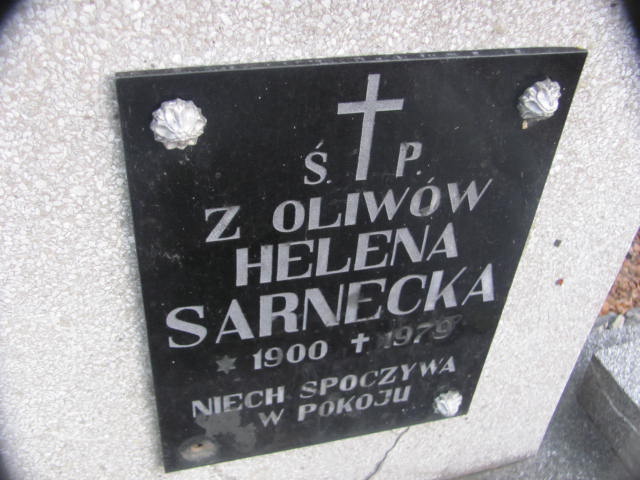 Ś. P.
Z OLIWÓW
HELENA
SARNECKA
* 1900 ✝ 1979
NIECH SPOCZYWA
W POKOJU